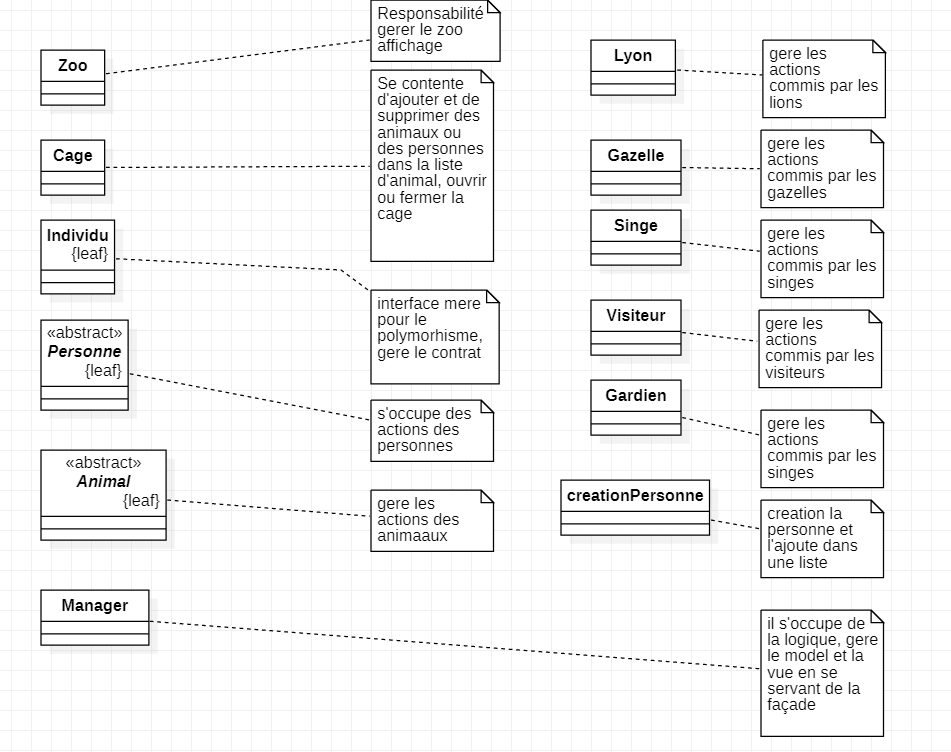 Zoo
Responsabilité
gerer le zoo
affichage
Cage
Se contente
d'ajouter et de
supprimer des
animaux ou
des personnes
dans la liste
d'animal, ouvrir
ou fermer la
cage
Individu
{leaf}
interface mere
pour le
polymorhisme,
gere le contrat
«abstract»
Personne
{leaf}
s'occupe des
actions des
personnes
«abstract»
Animal
{leaf}
gere les
actions des
animaaux
Manager
il s'occupe de
la logique, gere
le model et la
vue en se
servant de la
façade
Lyon
gere les
actions
commis par les
lions
Gazelle
gere les
actions
commis par les
gazelles
Singe
gere les
actions
commis par les
singes
Visiteur
gere les
actions
commis par les
visiteurs
Gardien
gere les
actions
commis par les
singes
creationPersonne
creation la
personne et
l'ajoute dans
une liste